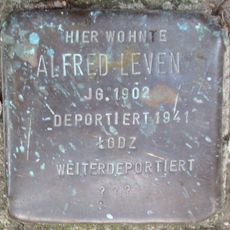 HIER WOHNTE
ALFRED LEVEN
JG. 1902
DEPORTIERT 1941
LODZ
WEITERDEPORTIERT
???